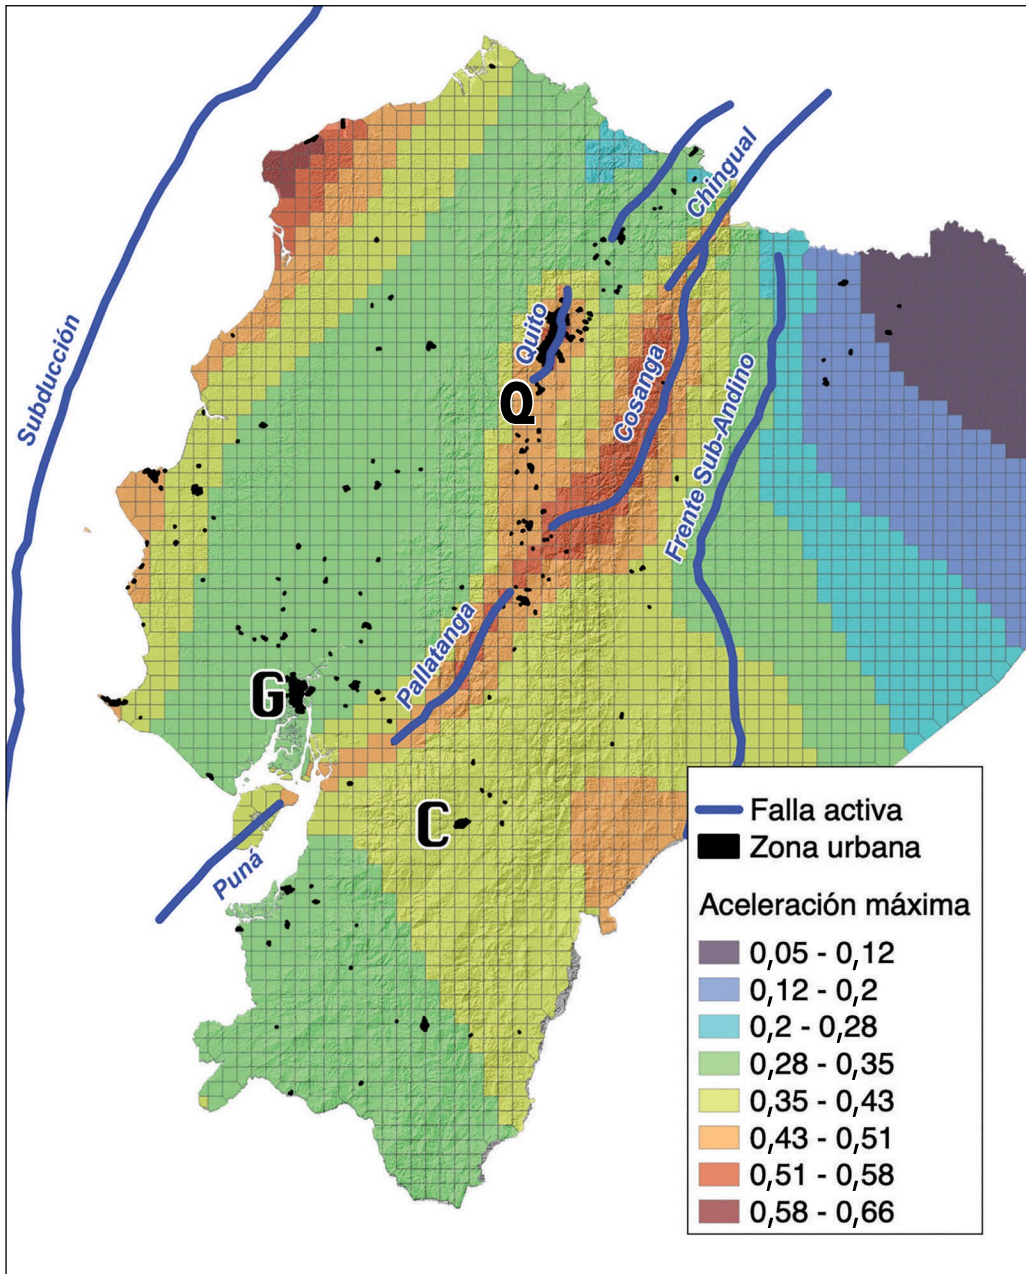 Chingual
Subducción
Quito
Q
Cosanga
Frente Sub-Andino
Pallatanga
G
C
Puná
Falla activa
Zona urbana
Aceleración máxima
0,05 - 0,12
0,12 - 0,2
0,2 - 0,28
0,28 - 0,35
0,35 - 0,43
0,43 - 0,51
0,51 - 0,58
0,58 - 0,66